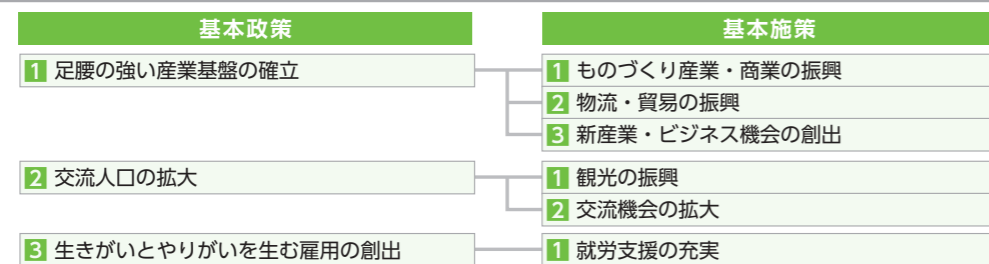 基本政策
基本施策
1 足腰の強い産業基盤の確立
1 ものづくり産業・商業の振興
2 物流・貿易の振興
3 新産業・ビジネス機会の創出
2 交流人口の拡大
1 観光の振興
2 交流機会の拡大
3 生きがいとやりがいを生む雇用の創出
1 就労支援の充実